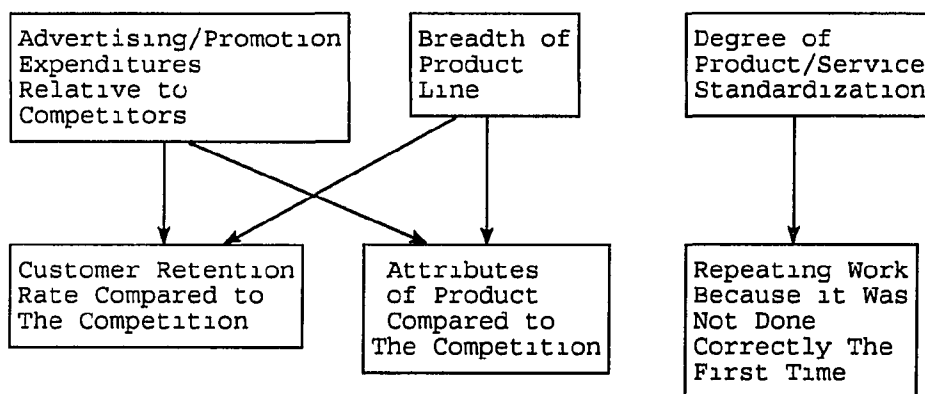 Advertising/Promotion
Expenditures
Relative to
Competitors
Breadth of
Product
Line
Degree of
Product/Service
Standardization
Customer Retention
Rate Compared to
The Competition
Attributes
of Product
Compared to
The Competition
Repeating Work
Because it Was
Not Done
Correctly The
First Time